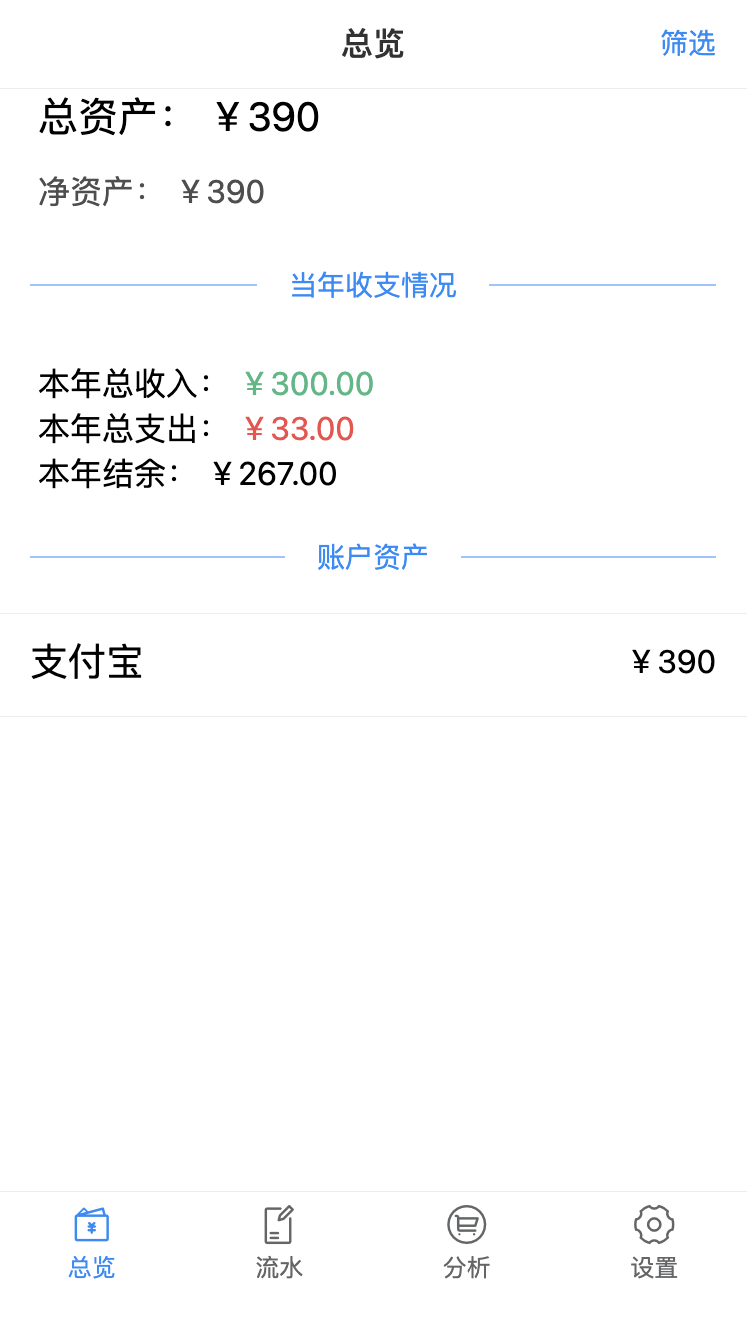 总览
筛选
总资产： ￥390
净资产： ￥390
当年收支情况
本年总收入： ￥300.00
本年总支出： ￥33.00
本年结余： ￥267.00
账户资产
支付宝 ￥390
¥
总览 流水 分析 设置